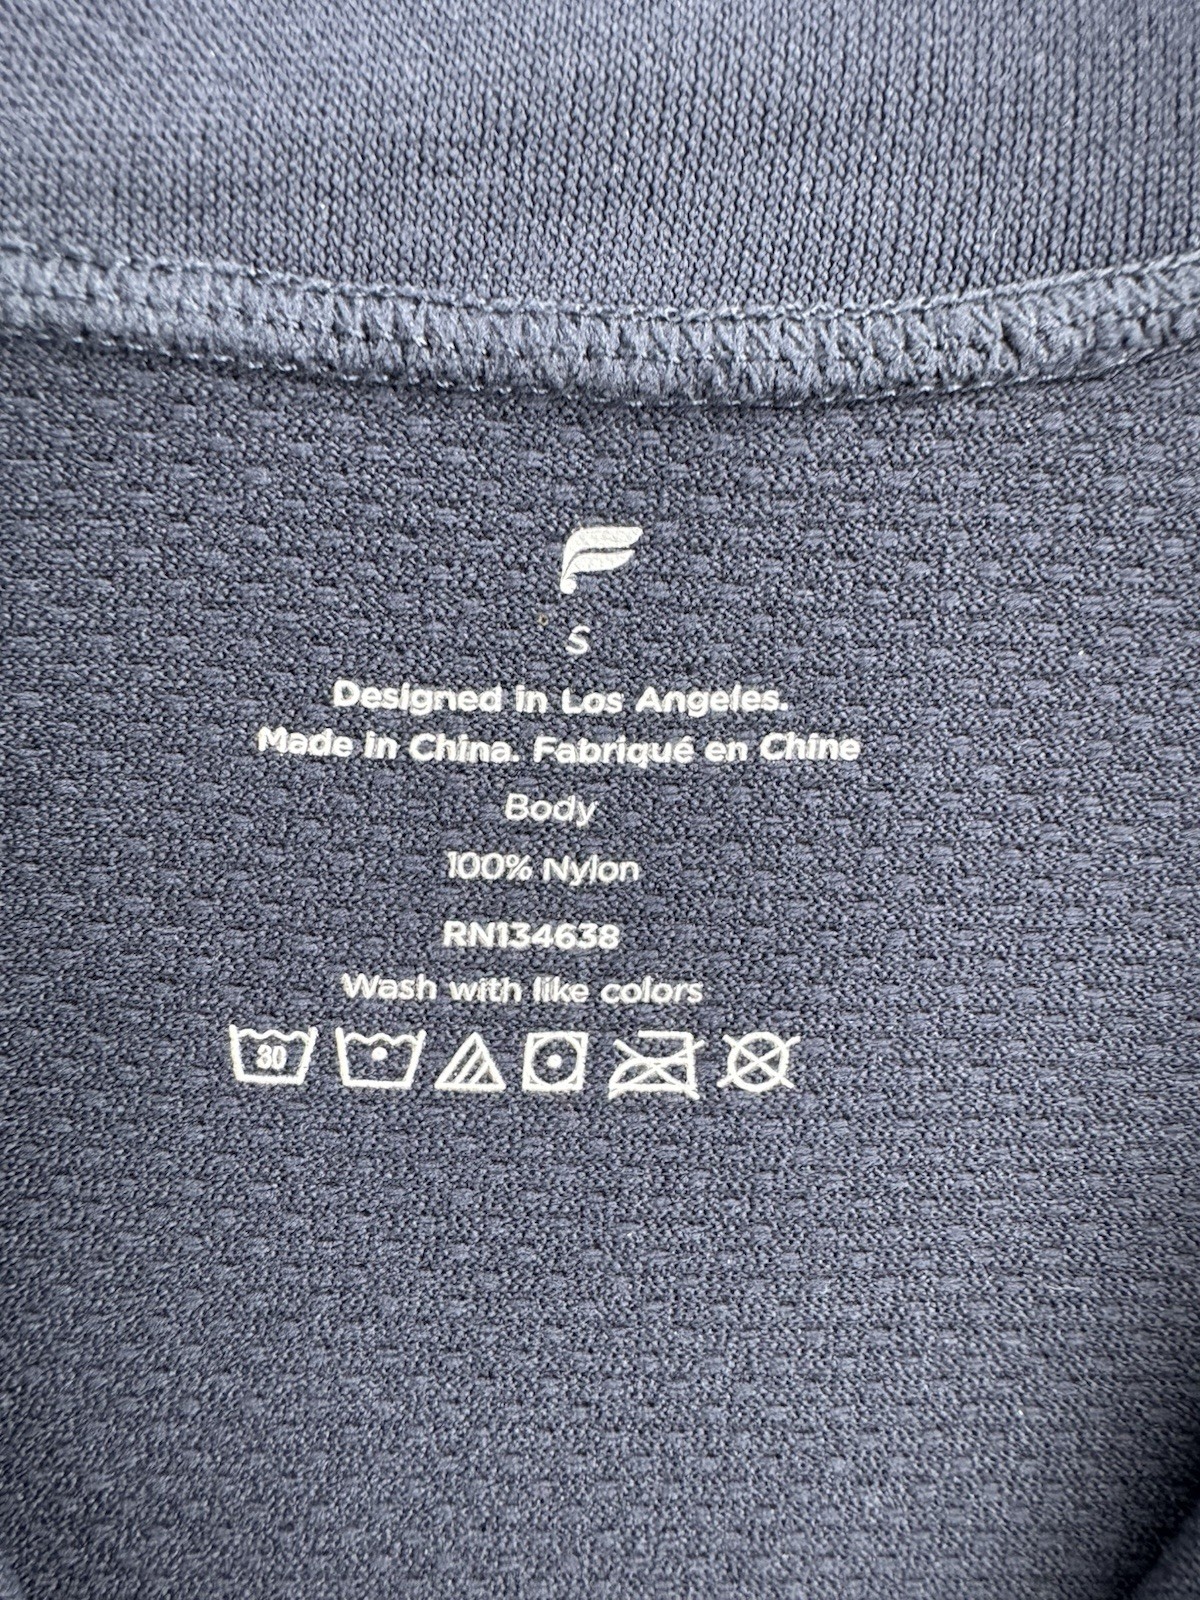 S
Designed in Los Angeles.
Made in China. Fabriqué en Chine
Body
100% Nylon
RN134638
Wash with like colors
30